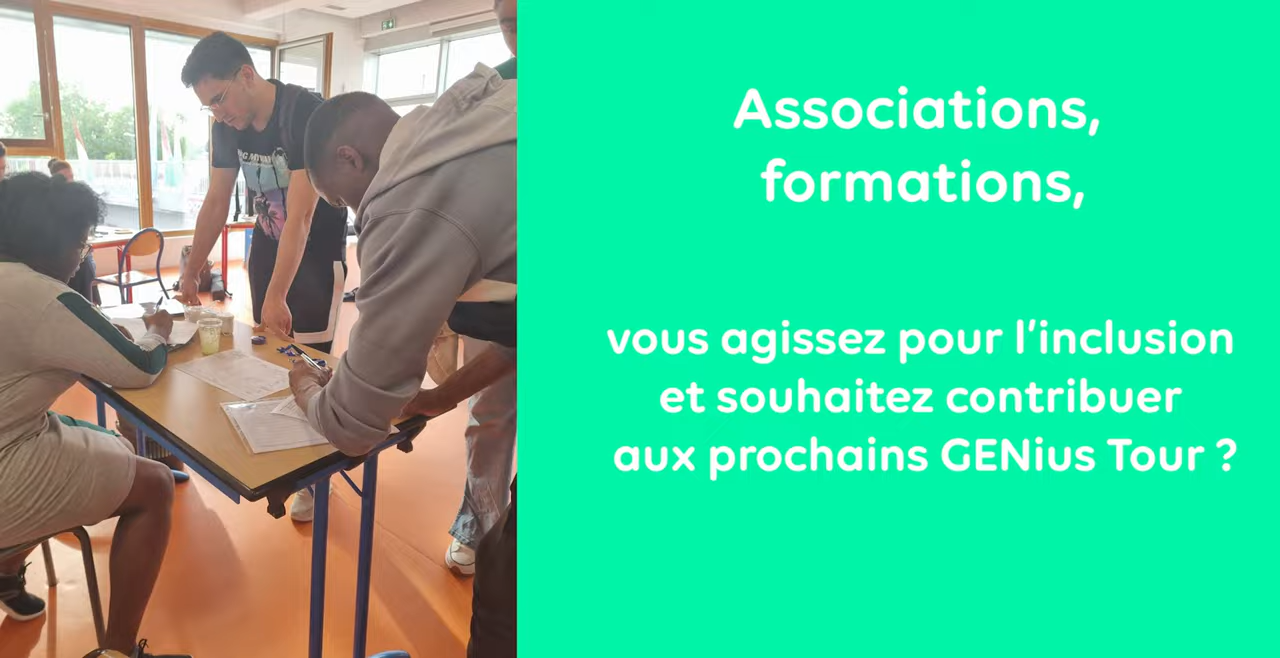 Associations,
formations,
vous agissez pour l'inclusion
et souhaitez contribuer
aux prochains GENius Tour ?